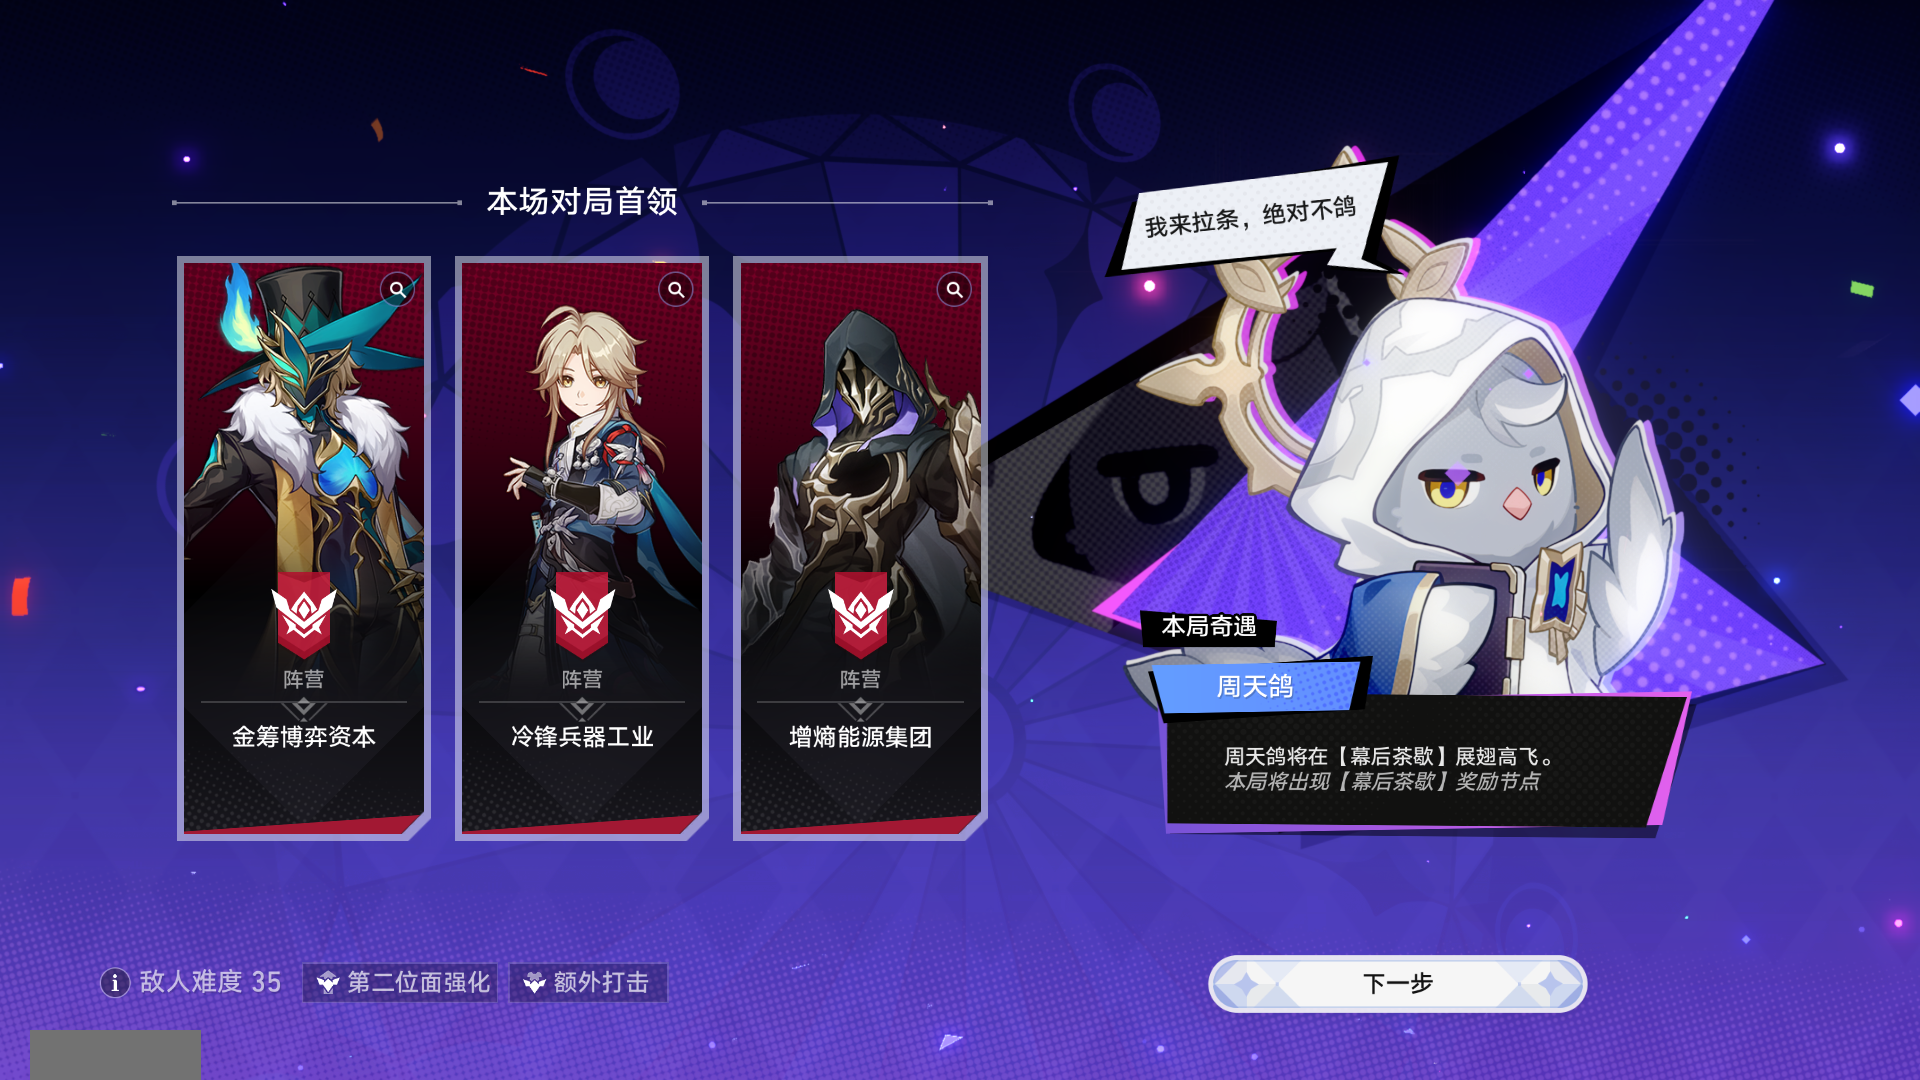 本场对局首领
阵营
金筹博弈资本
阵营
冷锋兵器工业
阵营
增熵能源集团
我来拉条，绝对不鸽
本局奇遇
周天鸽
周天鸽将在【幕后茶歇】展翅高飞。
本局将出现【幕后茶歇】奖励节点
敌人难度 35
第二位面强化
额外打击
下一步